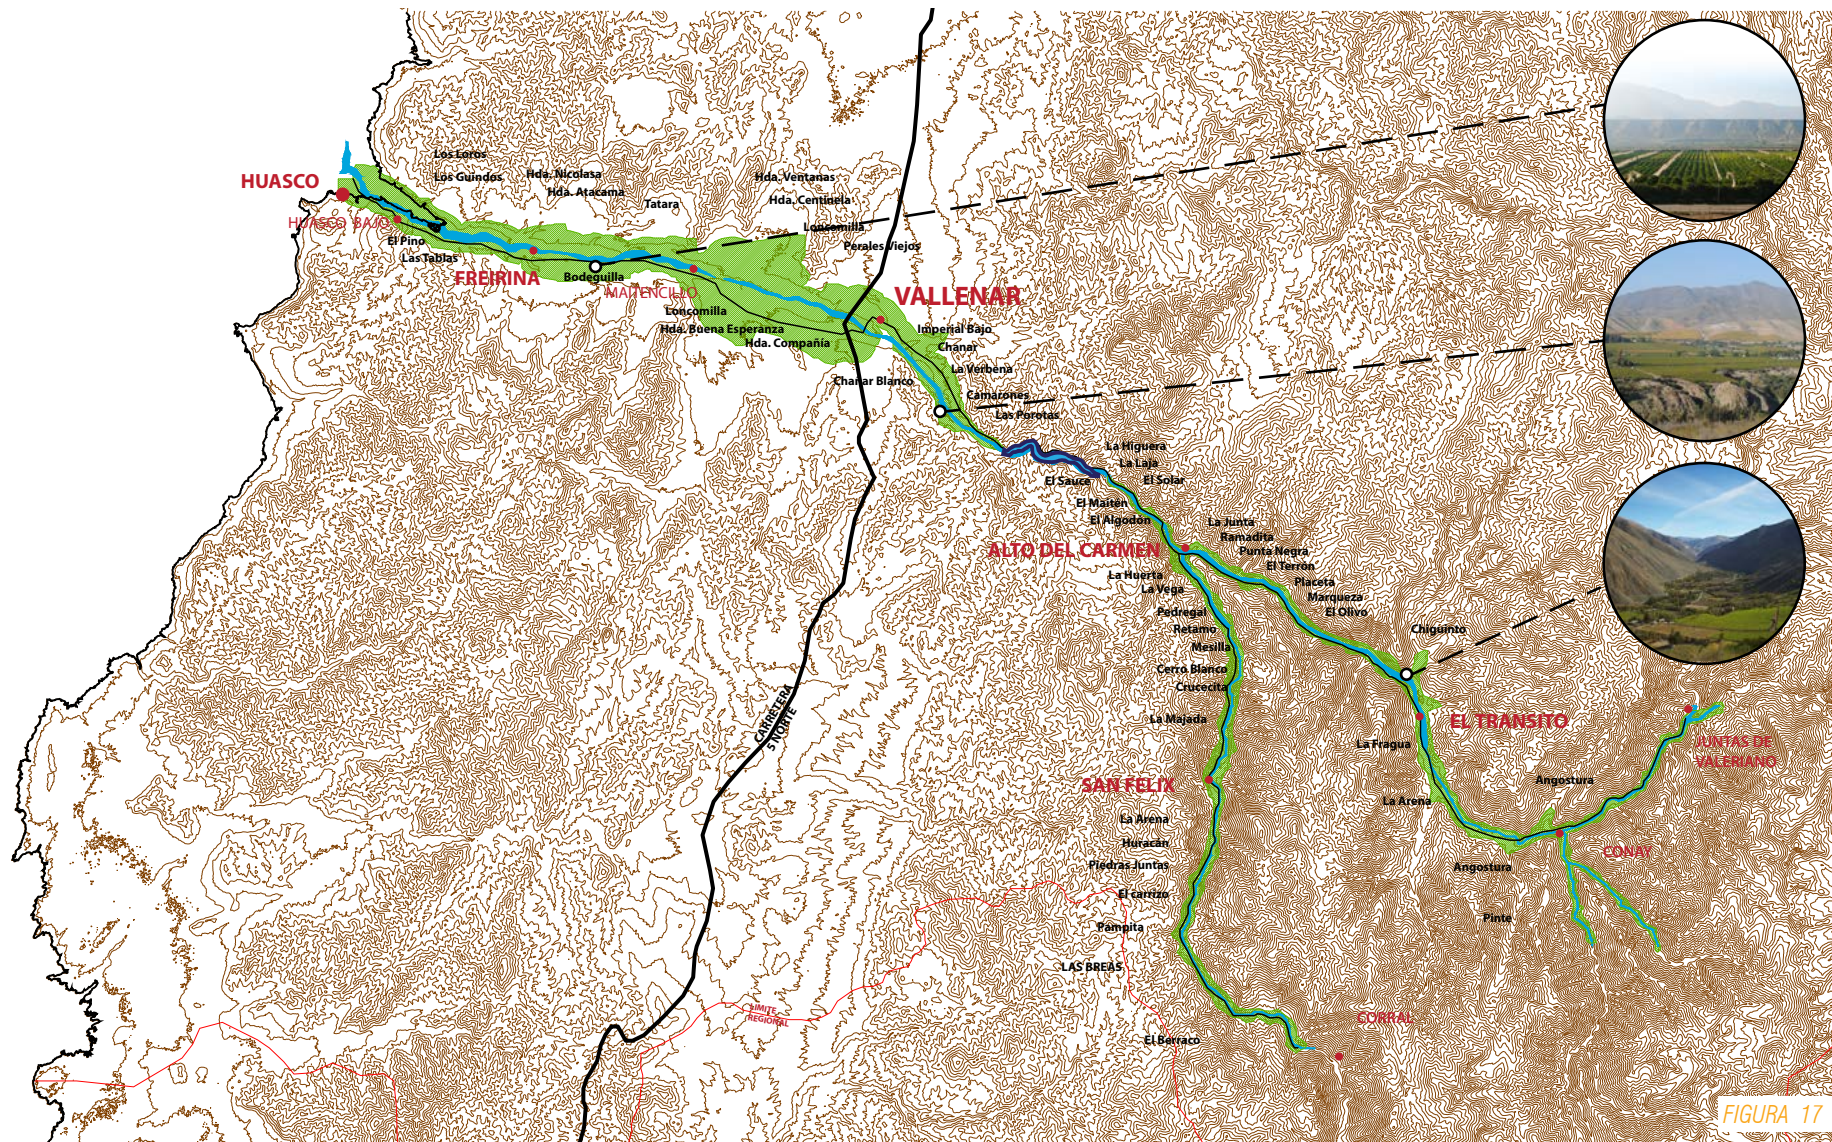 Los Loros
Los Guindos
Hda. Nicolasa
Hda. Atacama
Tatara
Hda. Ventanas
Hda. Centinela
Loncomilla
Perales Viejos
HUASCO
HUASCO BAJO
El Pino
Las Tablas
FREIRINA
Bodeguilla
MAITENCILLO
Loncomilla
Hda. Buena Esperanza
Hda. Compañía
VALLENAR
Imperial Bajo
Chañar
La Verbena
Chañar Blanco
Camarones
Las Porotas
La Higuera
La Laja
El Sauce
El Solar
El Maitén
El Algodón
ALTO DEL CARMEN
La Junta
Ramadita
Punta Negra
El Terrón
Placeta
Marqueza
El Olivo
Chigüinto
La Huerta
La Vega
Pedregal
Retamo
Mesilla
Cerro Blanco
Crucecita
La Majada
CARRETERA
5 NORTE
EL TRANSITO
La Fragua
JUNTAS DE
VALERIANO
Angostura
SAN FELIX
La Arena
La Arena
Huracán
Piedras Juntas
CONAY
Angostura
El carrizo
Pinte
Pampita
LAS BREAS
LIMITE
REGIONAL
CORRAL
El Berraco
FIGURA 17